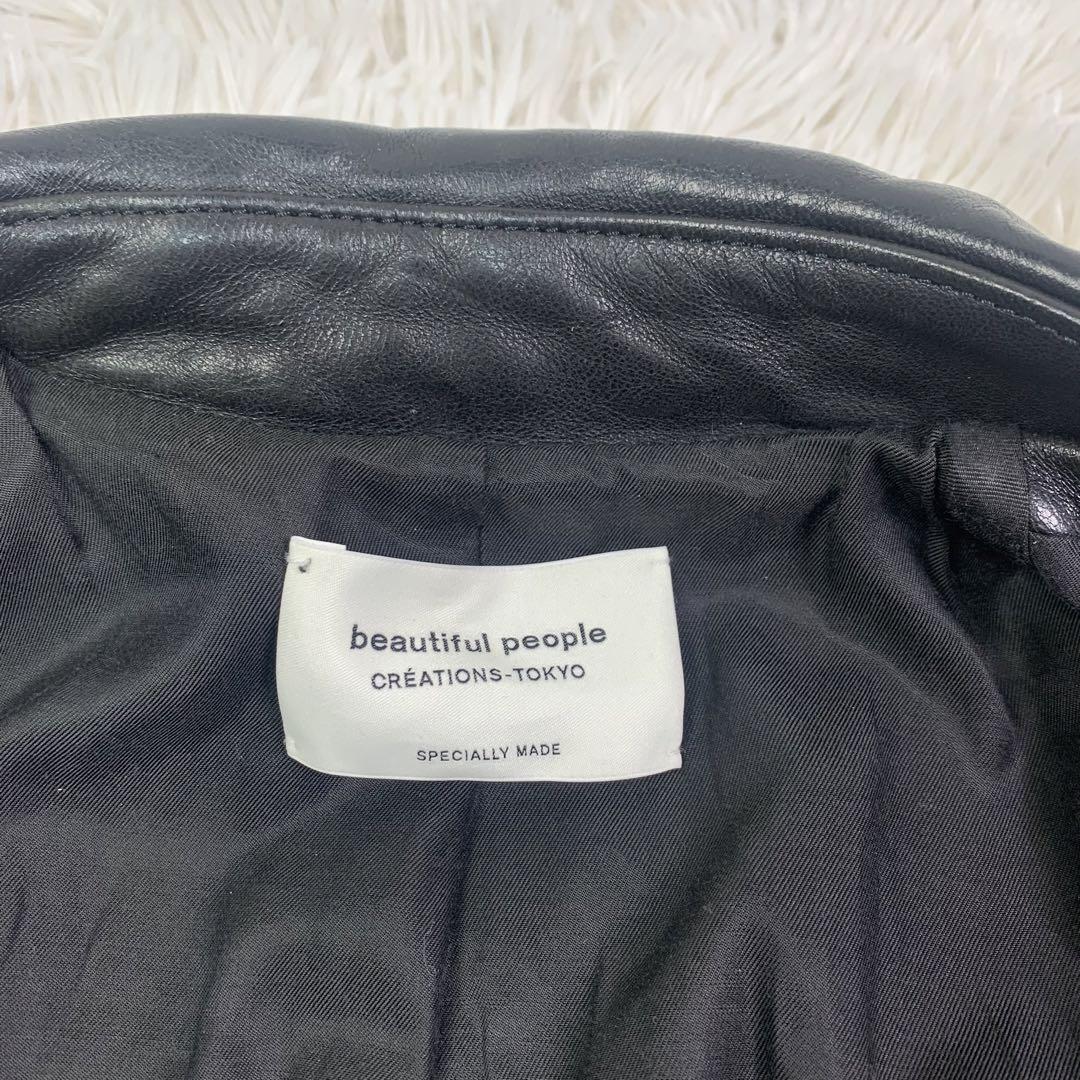 beautiful people
CRÉATIONS-TOKYO
SPECIALLY MADE